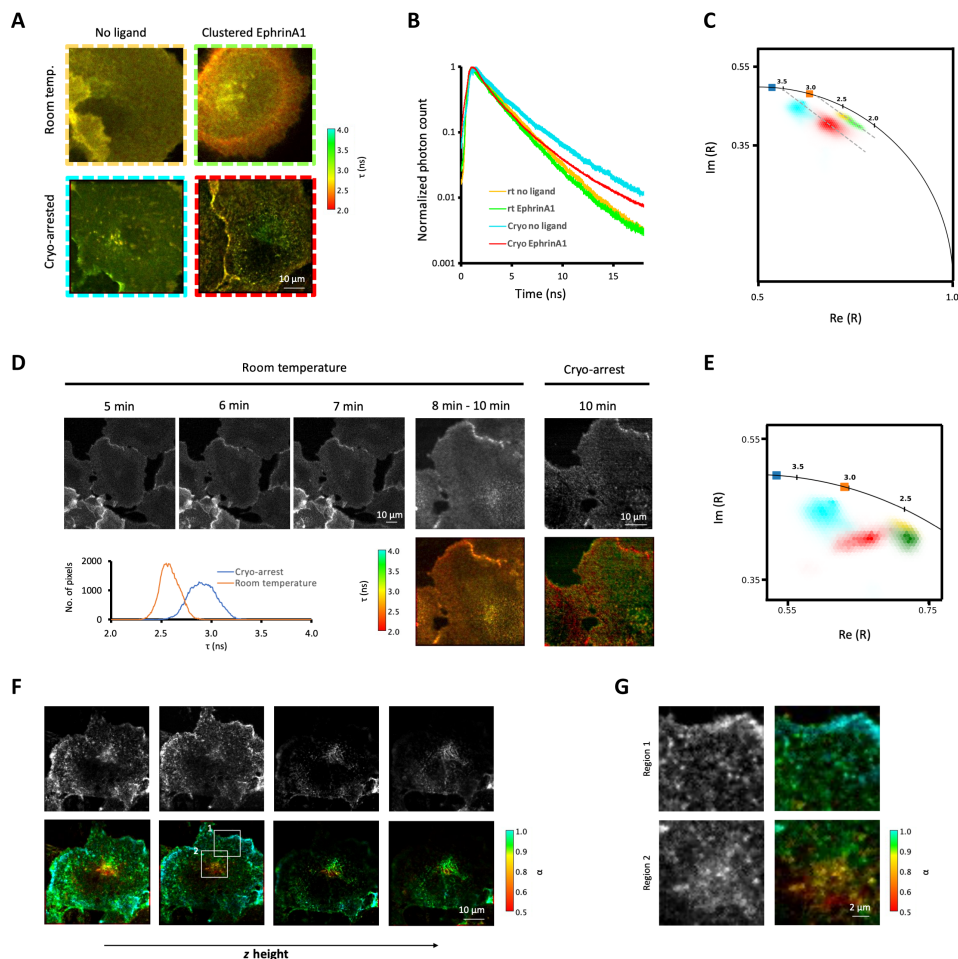 A
No ligand
Clustered EphrinA1
Room temp.
Cryo-arrested
4.0
3.5
3.0
2.5
2.0
τ (ns)
10 µm
B
Normalized photon count
1
0.1
0.01
0.001
0
5
10
15
Time (ns)
rt no ligand
rt EphrinA1
Cryo no ligand
Cryo EphrinA1
C
0.55
0.35
Im (R)
3.5
3.0
2.5
2.0
0.5
1.0
Re (R)
D
Room temperature
Cryo-arrest
5 min
6 min
7 min
8 min - 10 min
10 min
10 µm
10 µm
No. of pixels
2000
1000
0
Cryo-arrest
Room temperature
2.0
2.5
3.0
3.5
4.0
τ (ns)
4.0
3.5
3.0
2.5
2.0
τ (ns)
E
0.55
0.35
Im (R)
3.5
3.0
2.5
0.55
0.75
Re (R)
F
1
2
10 µm
1.0
0.9
0.8
0.7
0.6
0.5
α
z height
G
Region 1
Region 2
2 µm
1.0
0.9
0.8
0.7
0.6
0.5
α